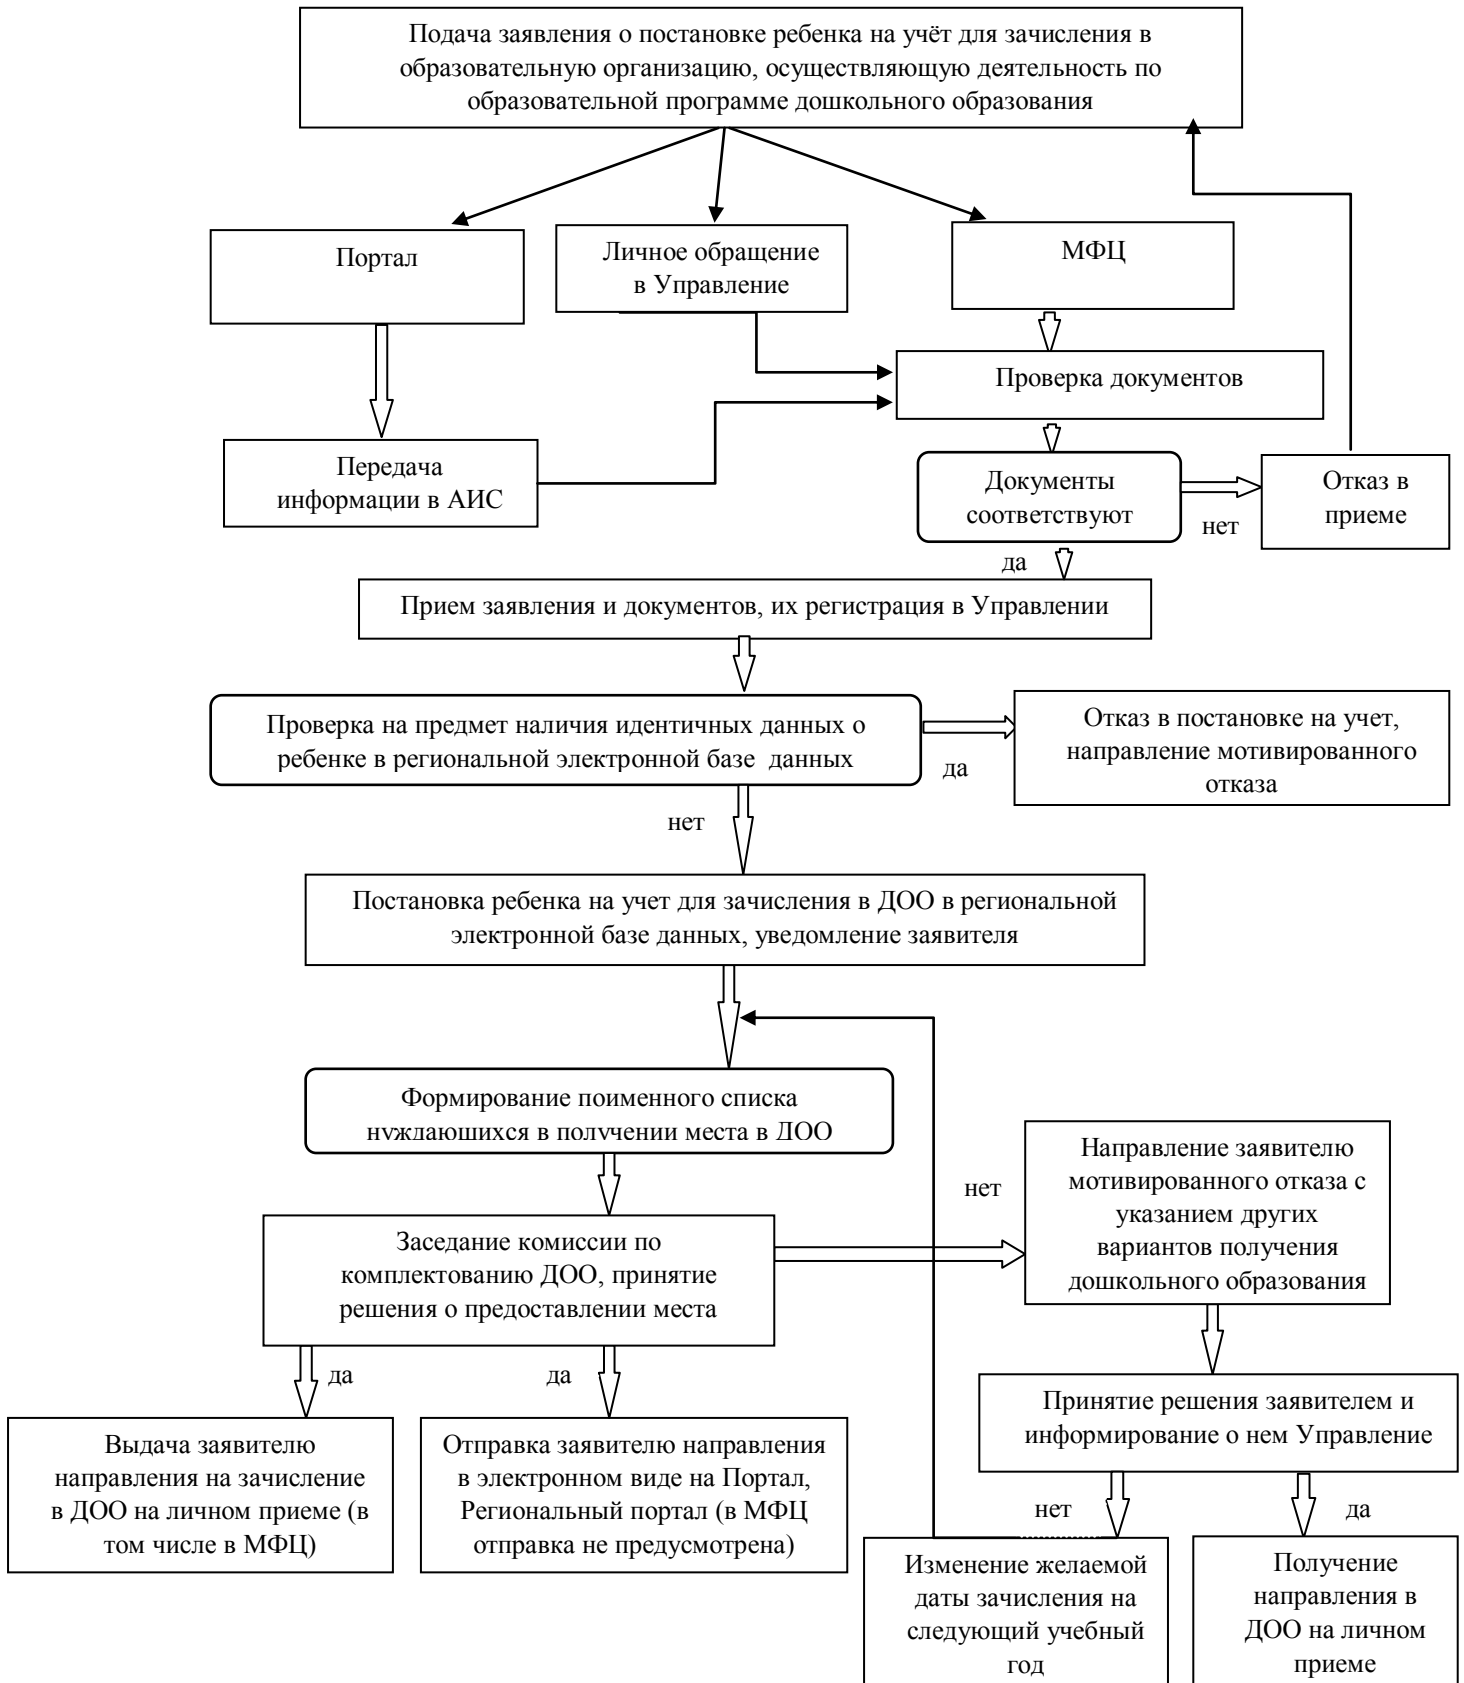 Подача заявления о постановке ребенка на учёт для зачисления в
образовательную организацию, осуществляющую деятельность по
образовательной программе дошкольного образования
Портал
Личное обращение
в Управление
МФЦ
Проверка документов
Передача
информации в АИС
Документы
соответствуют
нет
Отказ в
приеме
да
Прием заявления и документов, их регистрация в Управлении
Проверка на предмет наличия идентичных данных о
ребенке в региональной электронной базе данных
да
Отказ в постановке на учет,
направление мотивированного
отказа
нет
Постановка ребенка на учет для зачисления в ДОО в региональной
электронной базе данных, уведомление заявителя
Формирование поименного списка
нуждающихся в получении места в ДОО
нет
Направление заявителю
мотивированного отказа с
указанием других
вариантов получения
дошкольного образования
Заседание комиссии по
комплектованию ДОО, принятие
решения о предоставлении места
да
да
Принятие решения заявителем и
информирование о нем Управление
Выдача заявителю
направления на зачисление
в ДОО на личном приеме (в
том числе в МФЦ)
Отправка заявителю направления
в электронном виде на Портал,
Региональный портал (в МФЦ
отправка не предусмотрена)
нет
да
Изменение желаемой
даты зачисления на
следующий учебный
год
Получение
направления в
ДОО на личном
приеме